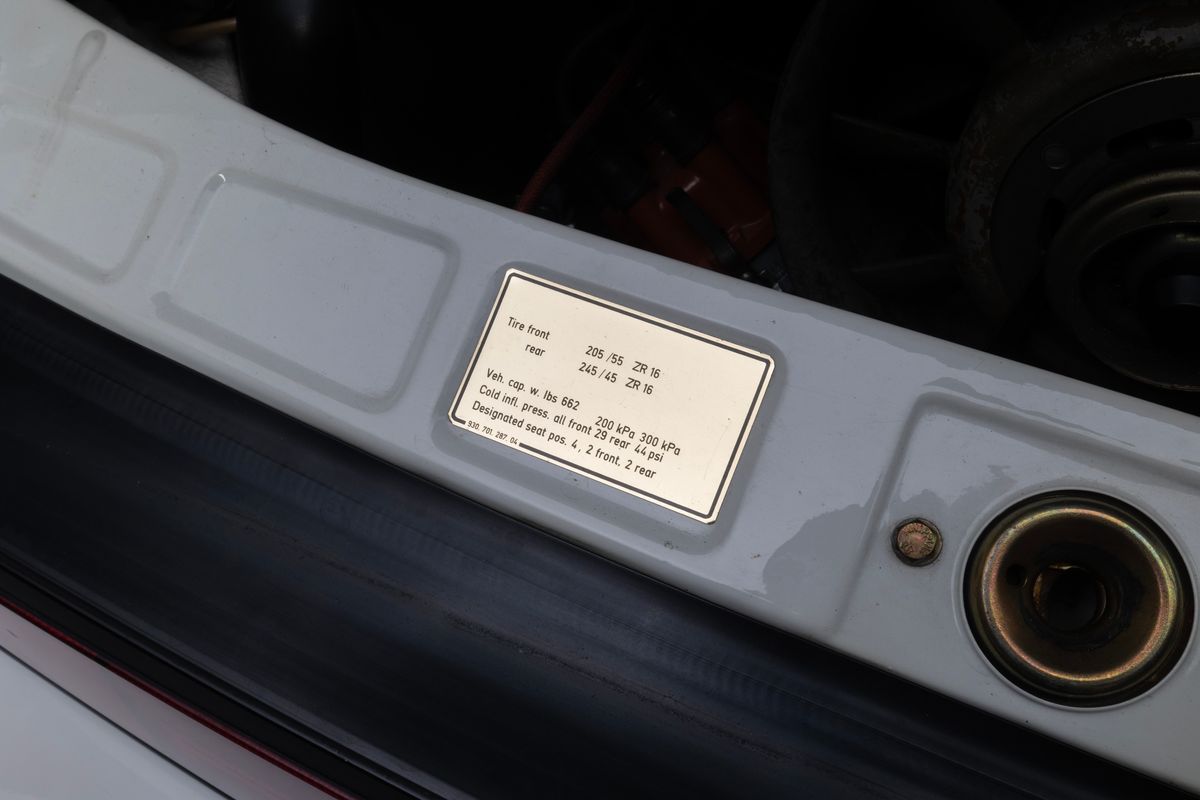 Tire front 205 /55 ZR 16
rear 245 /45 ZR 16
Veh. cap. w. lbs 662 200 kPa 300 kPa
Cold infl. press. all front 29 rear 44 psi
Designated seat pos. 4 , 2 front, 2 rear
930. 701. 287. 04